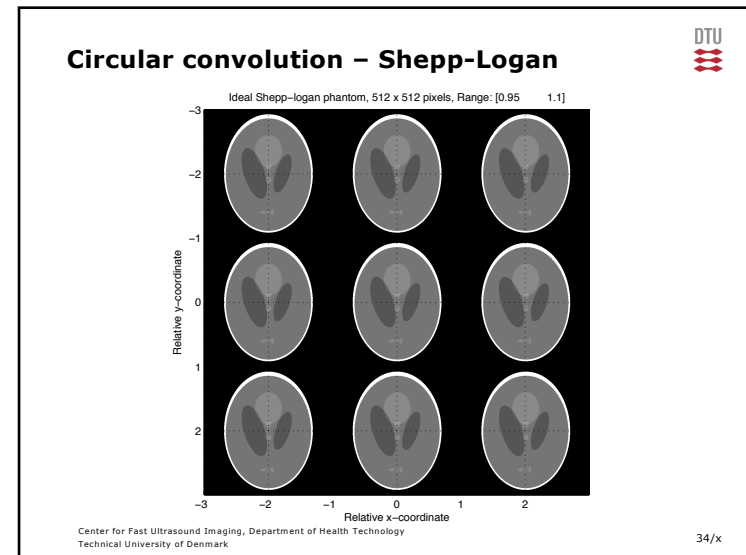 DTU
Circular convolution – Shepp-Logan
Ideal Shepp−logan phantom, 512 x 512 pixels, Range: [0.95 1.1]
−3
−2
−1
0
1
2
Relative y−coordinate
−3 −2 −1 0 1 2
Relative x−coordinate
Center for Fast Ultrasound Imaging, Department of Health Technology
Technical University of Denmark
34/x